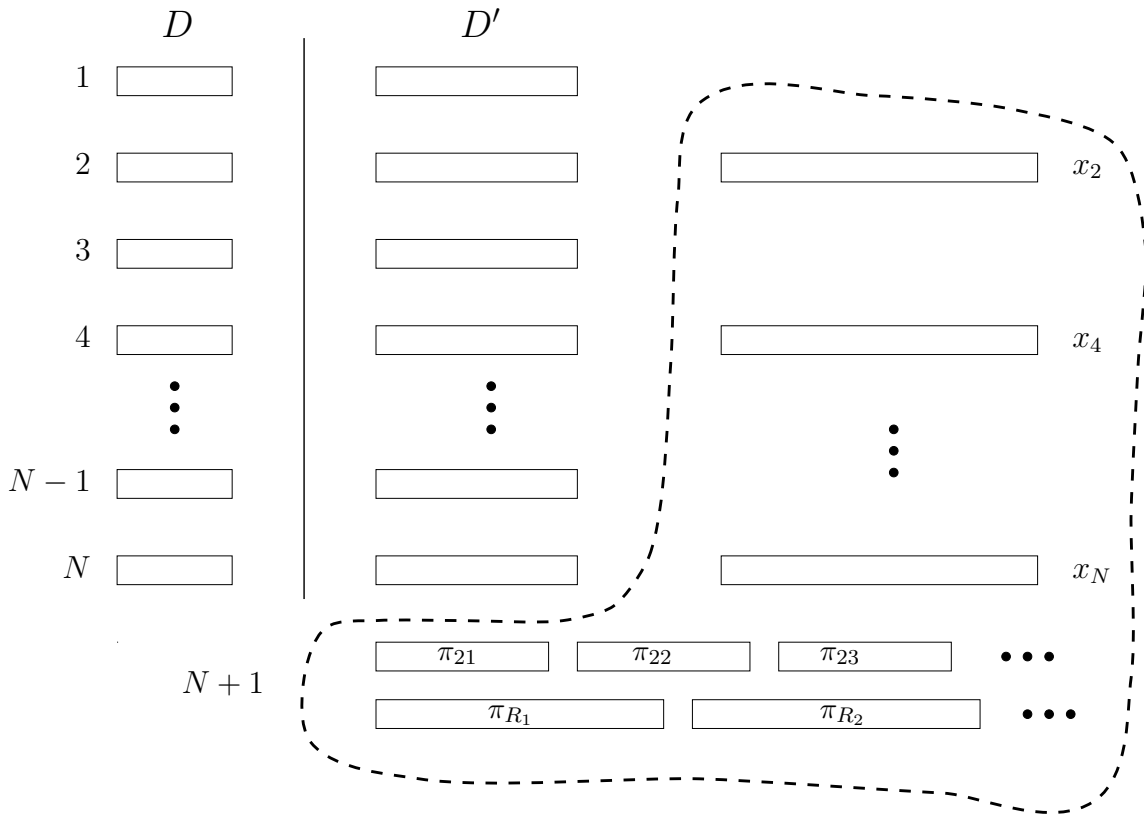 D D′
1
2 x₂
3
4 x₄
N − 1
N x_N
π₂₁ π₂₂ π₂₃
N + 1
π_{R₁} π_{R₂}